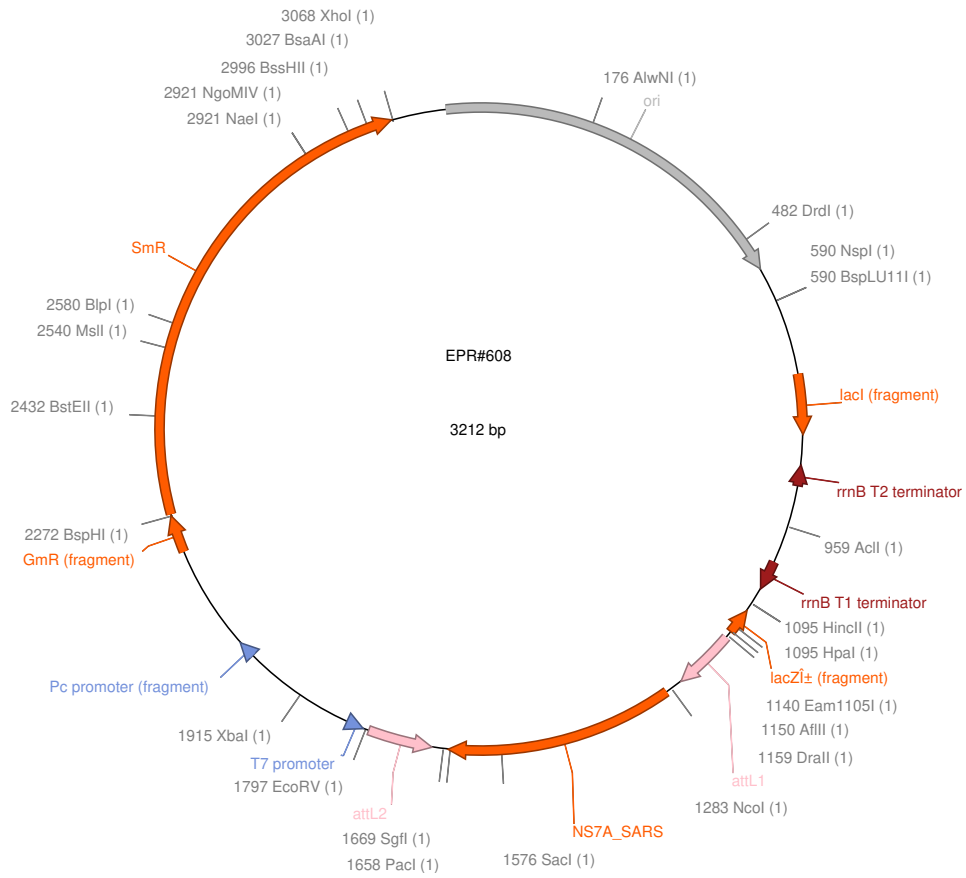 3068 XhoI (1)
3027 BsaAI (1)
2996 BssHII (1)
2921 NgoMIV (1)
2921 NaeI (1)
176 AlwNI (1)
ori
482 DrdI (1)
590 NspI (1)
590 BspLU11I (1)
SmR
2580 BlpI (1)
2540 MslI (1)
EPR#608
2432 BstEII (1)
3212 bp
lacI (fragment)
rrnB T2 terminator
2272 BspHI (1)
959 AclI (1)
GmR (fragment)
rrnB T1 terminator
1095 HincII (1)
1095 HpaI (1)
lacZÎ± (fragment)
Pc promoter (fragment)
1140 Eam1105I (1)
1150 AflII (1)
1915 XbaI (1)
1159 DraII (1)
T7 promoter
attL1
1797 EcoRV (1)
1283 NcoI (1)
attL2
NS7A_SARS
1669 SgfI (1)
1576 SacI (1)
1658 PacI (1)